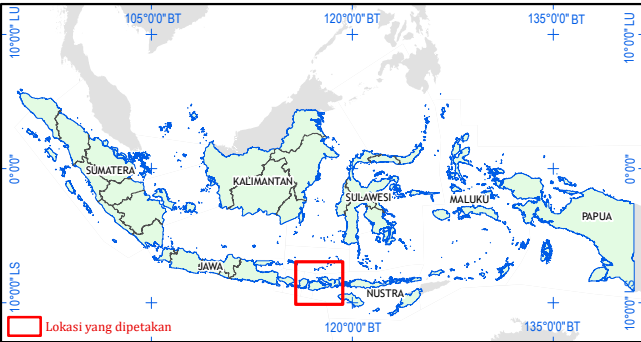 105°0'0"BT
120°0'0"BT
135°0'0"BT
10°0'0"LU
10°0'0"LU
0°0'0"
0°0'0"
SUMATERA
KALIMANTAN
SULAWESI
MALUKU
PAPUA
JAWA
NUSTRA
10°0'0"LS
10°0'0"LS
Lokasi yang dipetakan
120°0'0"BT
135°0'0"BT